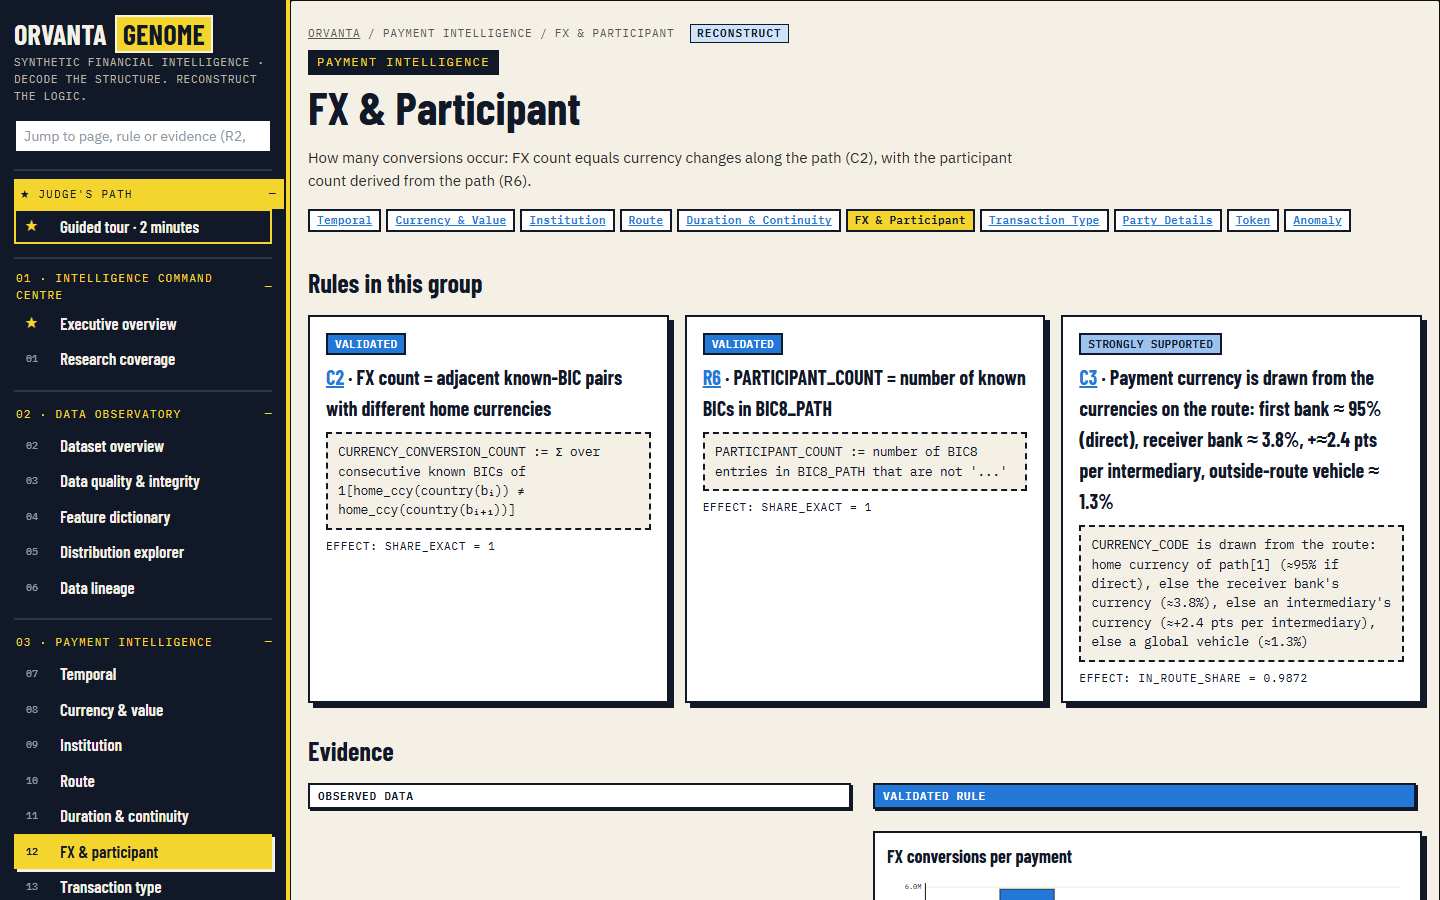 ORVANTA GENOME
SYNTHETIC FINANCIAL INTELLIGENCE ·
DECODE THE STRUCTURE. RECONSTRUCT
THE LOGIC.
Jump to page, rule or evidence (R2,
★ JUDGE'S PATH –
★ Guided tour · 2 minutes
01 · INTELLIGENCE COMMAND
CENTRE –
★ Executive overview
01 Research coverage
02 · DATA OBSERVATORY –
02 Dataset overview
03 Data quality & integrity
04 Feature dictionary
05 Distribution explorer
06 Data lineage
03 · PAYMENT INTELLIGENCE –
07 Temporal
08 Currency & value
09 Institution
10 Route
11 Duration & continuity
12 FX & participant
13 Transaction type
ORVANTA / PAYMENT INTELLIGENCE / FX & PARTICIPANT RECONSTRUCT
PAYMENT INTELLIGENCE
FX & Participant
How many conversions occur: FX count equals currency changes along the path (C2), with the participant
count derived from the path (R6).
Temporal Currency & Value Institution Route Duration & Continuity FX & Participant Transaction Type Party Details Token Anomaly
Rules in this group
VALIDATED
C2 · FX count = adjacent known-BIC pairs
with different home currencies
CURRENCY_CONVERSION_COUNT := Σ over
consecutive known BICs of
1[home_ccy(country(bᵢ)) ≠
home_ccy(country(bᵢ₊₁))]
EFFECT: SHARE_EXACT = 1
VALIDATED
R6 · PARTICIPANT_COUNT = number of known
BICs in BIC8_PATH
PARTICIPANT_COUNT := number of BIC8
entries in BIC8_PATH that are not '...'
EFFECT: SHARE_EXACT = 1
STRONGLY SUPPORTED
C3 · Payment currency is drawn from the
currencies on the route: first bank ≈ 95%
(direct), receiver bank ≈ 3.8%, +≈2.4 pts
per intermediary, outside-route vehicle ≈
1.3%
CURRENCY_CODE is drawn from the route:
home currency of path[1] (≈95% if
direct), else the receiver bank's
currency (≈3.8%), else an intermediary's
currency (≈+2.4 pts per intermediary),
else a global vehicle (≈1.3%)
EFFECT: IN_ROUTE_SHARE = 0.9872
Evidence
OBSERVED DATA
VALIDATED RULE
FX conversions per payment
6.0M